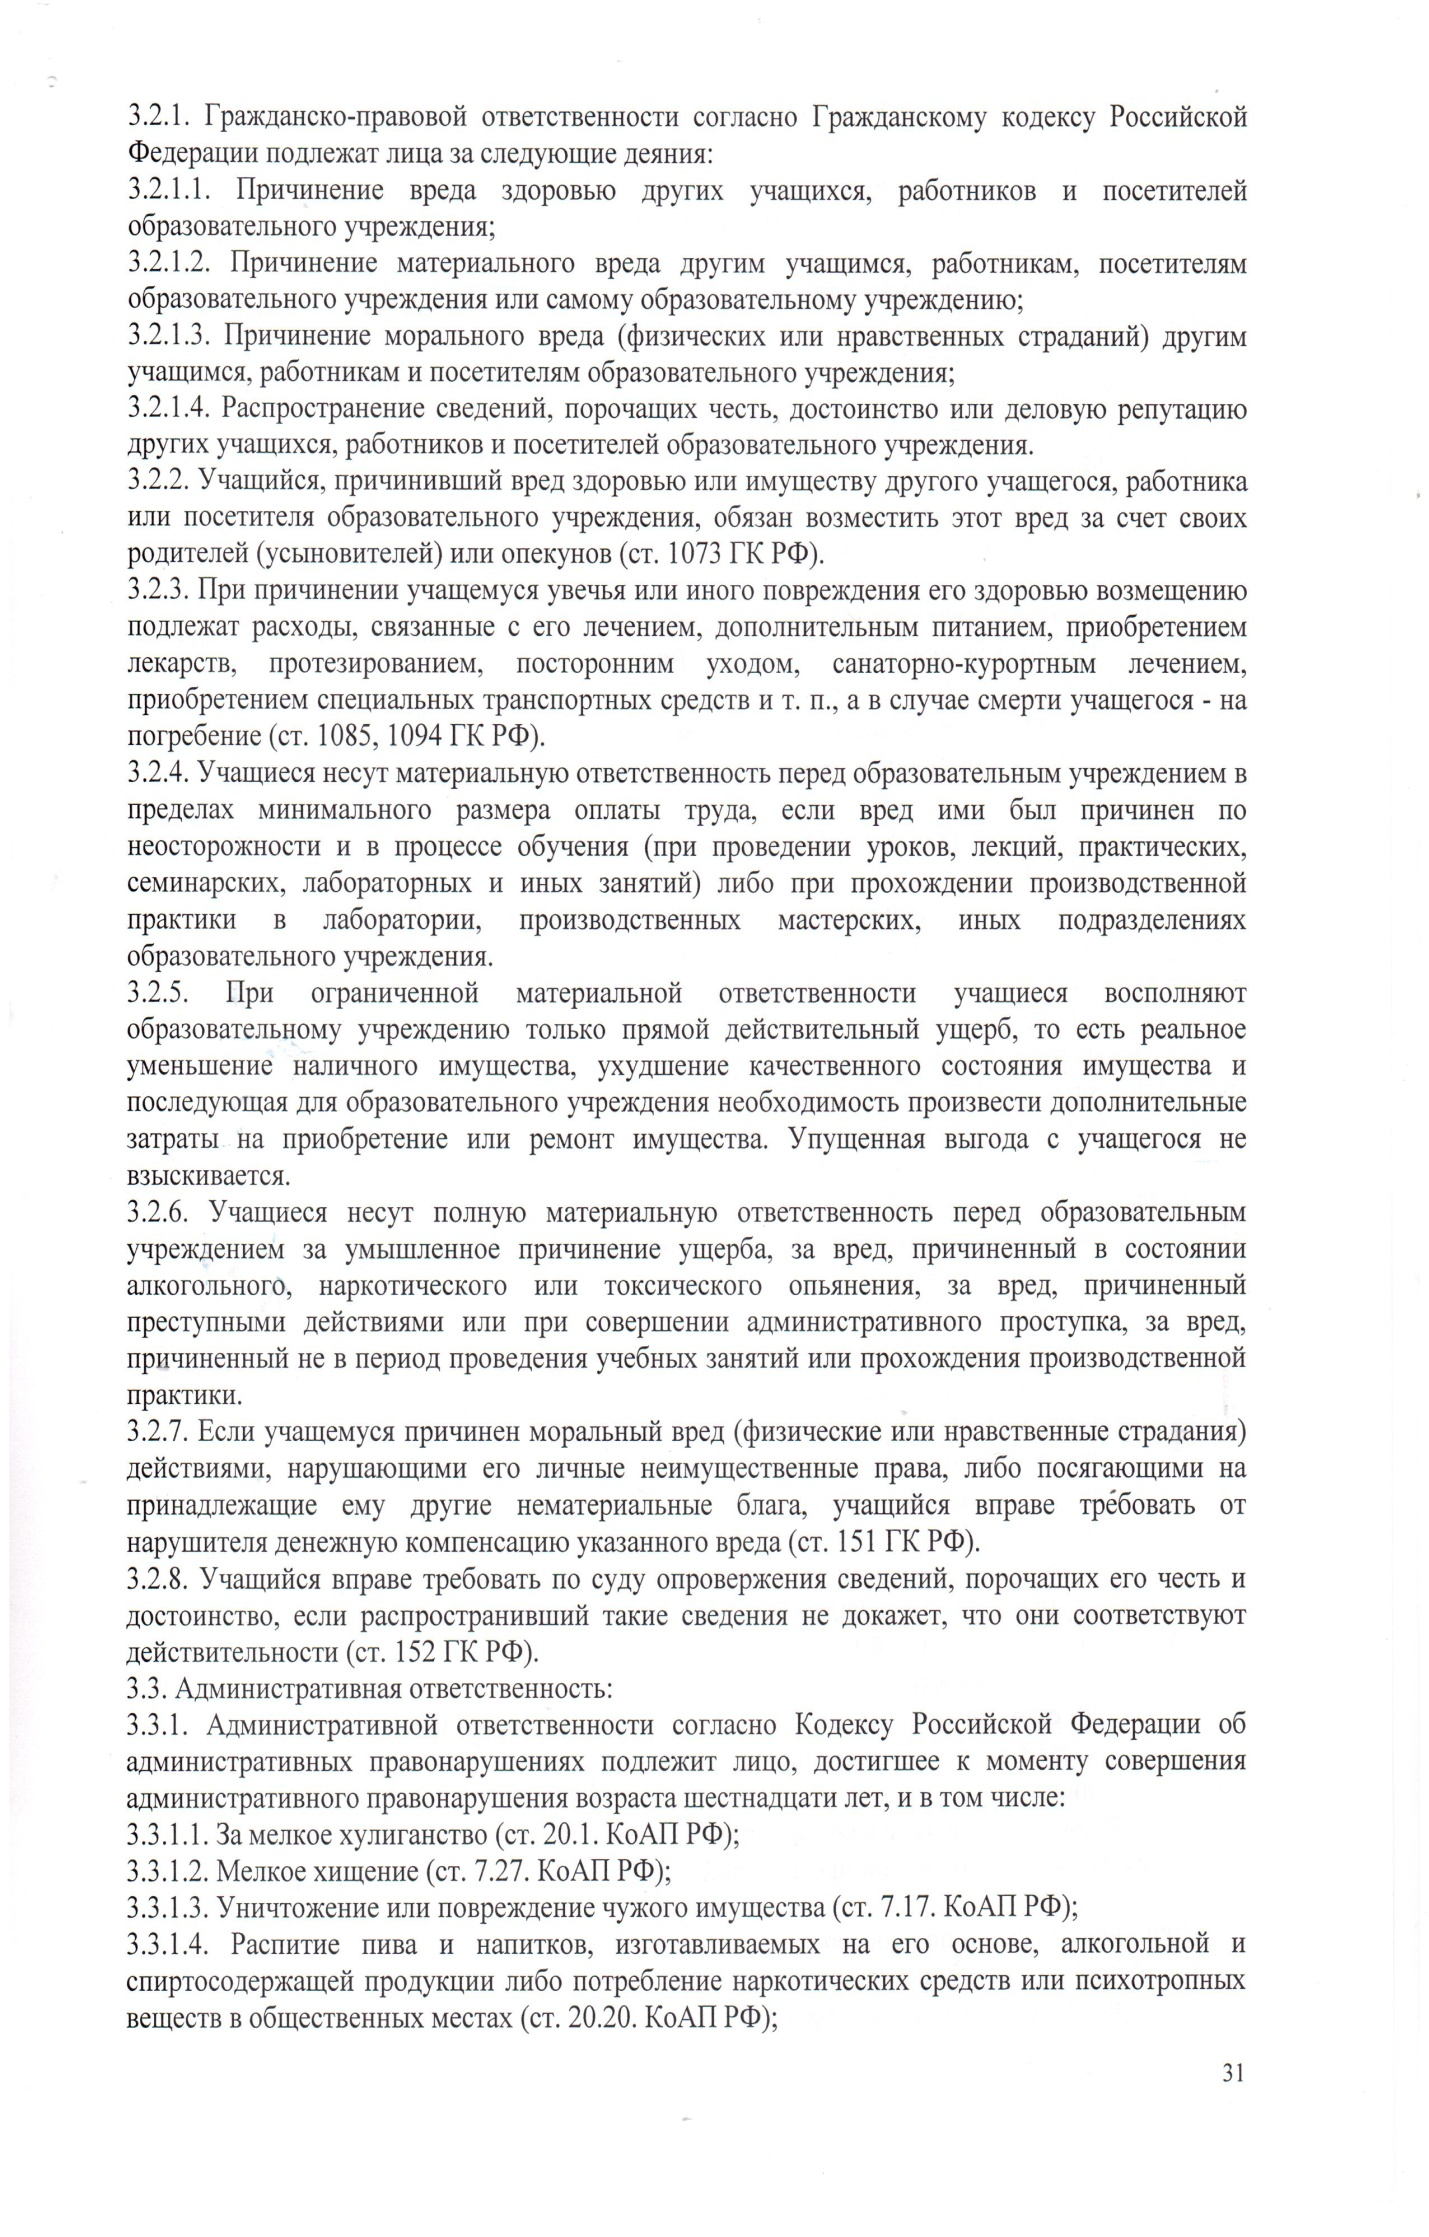 3.2.1. Гражданско-правовой ответственности согласно Гражданскому кодексу Российской
Федерации подлежат лица за следующие деяния:
3.2.1.1. Причинение вреда здоровью других учащихся, работников и посетителей
образовательного учреждения;
3.2.1.2. Причинение материального вреда другим учащимся, работникам, посетителям
образовательного учреждения или самому образовательному учреждению;
3.2.1.3. Причинение морального вреда (физических или нравственных страданий) другим
учащимся, работникам и посетителям образовательного учреждения;
3.2.1.4. Распространение сведений, порочащих честь, достоинство или деловую репутацию
других учащихся, работников и посетителей образовательного учреждения.
3.2.2. Учащийся, причинивший вред здоровью или имуществу другого учащегося, работника
или посетителя образовательного учреждения, обязан возместить этот вред за счет своих
родителей (усыновителей) или опекунов (ст. 1073 ГК РФ).
3.2.3. При причинении учащемуся увечья или иного повреждения его здоровью возмещению
подлежат расходы, связанные с его лечением, дополнительным питанием, приобретением
лекарств, протезированием, посторонним уходом, санаторно-курортным лечением,
приобретением специальных транспортных средств и т. п., а в случае смерти учащегося - на
погребение (ст. 1085, 1094 ГК РФ).
3.2.4. Учащиеся несут материальную ответственность перед образовательным учреждением в
пределах минимального размера оплаты труда, если вред ими был причинен по
неосторожности и в процессе обучения (при проведении уроков, лекций, практических,
семинарских, лабораторных и иных занятий) либо при прохождении производственной
практики в лаборатории, производственных мастерских, иных подразделениях
образовательного учреждения.
3.2.5. При ограниченной материальной ответственности учащиеся восполняют
образовательному учреждению только прямой действительный ущерб, то есть реальное
уменьшение наличного имущества, ухудшение качественного состояния имущества и
последующая для образовательного учреждения необходимость произвести дополнительные
затраты на приобретение или ремонт имущества. Упущенная выгода с учащегося не
взыскивается.
3.2.6. Учащиеся несут полную материальную ответственность перед образовательным
учреждением за умышленное причинение ущерба, за вред, причиненный в состоянии
алкогольного, наркотического или токсического опьянения, за вред, причиненный
преступными действиями или при совершении административного проступка, за вред,
причиненный не в период проведения учебных занятий или прохождения производственной
практики.
3.2.7. Если учащемуся причинен моральный вред (физические или нравственные страдания)
действиями, нарушающими его личные неимущественные права, либо посягающими на
принадлежащие ему другие нематериальные блага, учащийся вправе требовать от
нарушителя денежную компенсацию указанного вреда (ст. 151 ГК РФ).
3.2.8. Учащийся вправе требовать по суду опровержения сведений, порочащих его честь и
достоинство, если распространивший такие сведения не докажет, что они соответствуют
действительности (ст. 152 ГК РФ).
3.3. Административная ответственность:
3.3.1. Административной ответственности согласно Кодексу Российской Федерации об
административных правонарушениях подлежит лицо, достигшее к моменту совершения
административного правонарушения возраста шестнадцати лет, и в том числе:
3.3.1.1. За мелкое хулиганство (ст. 20.1. КоАП РФ);
3.3.1.2. Мелкое хищение (ст. 7.27. КоАП РФ);
3.3.1.3. Уничтожение или повреждение чужого имущества (ст. 7.17. КоАП РФ);
3.3.1.4. Распитие пива и напитков, изготавливаемых на его основе, алкогольной и
спиртосодержащей продукции либо потребление наркотических средств или психотропных
веществ в общественных местах (ст. 20.20. КоАП РФ);
31